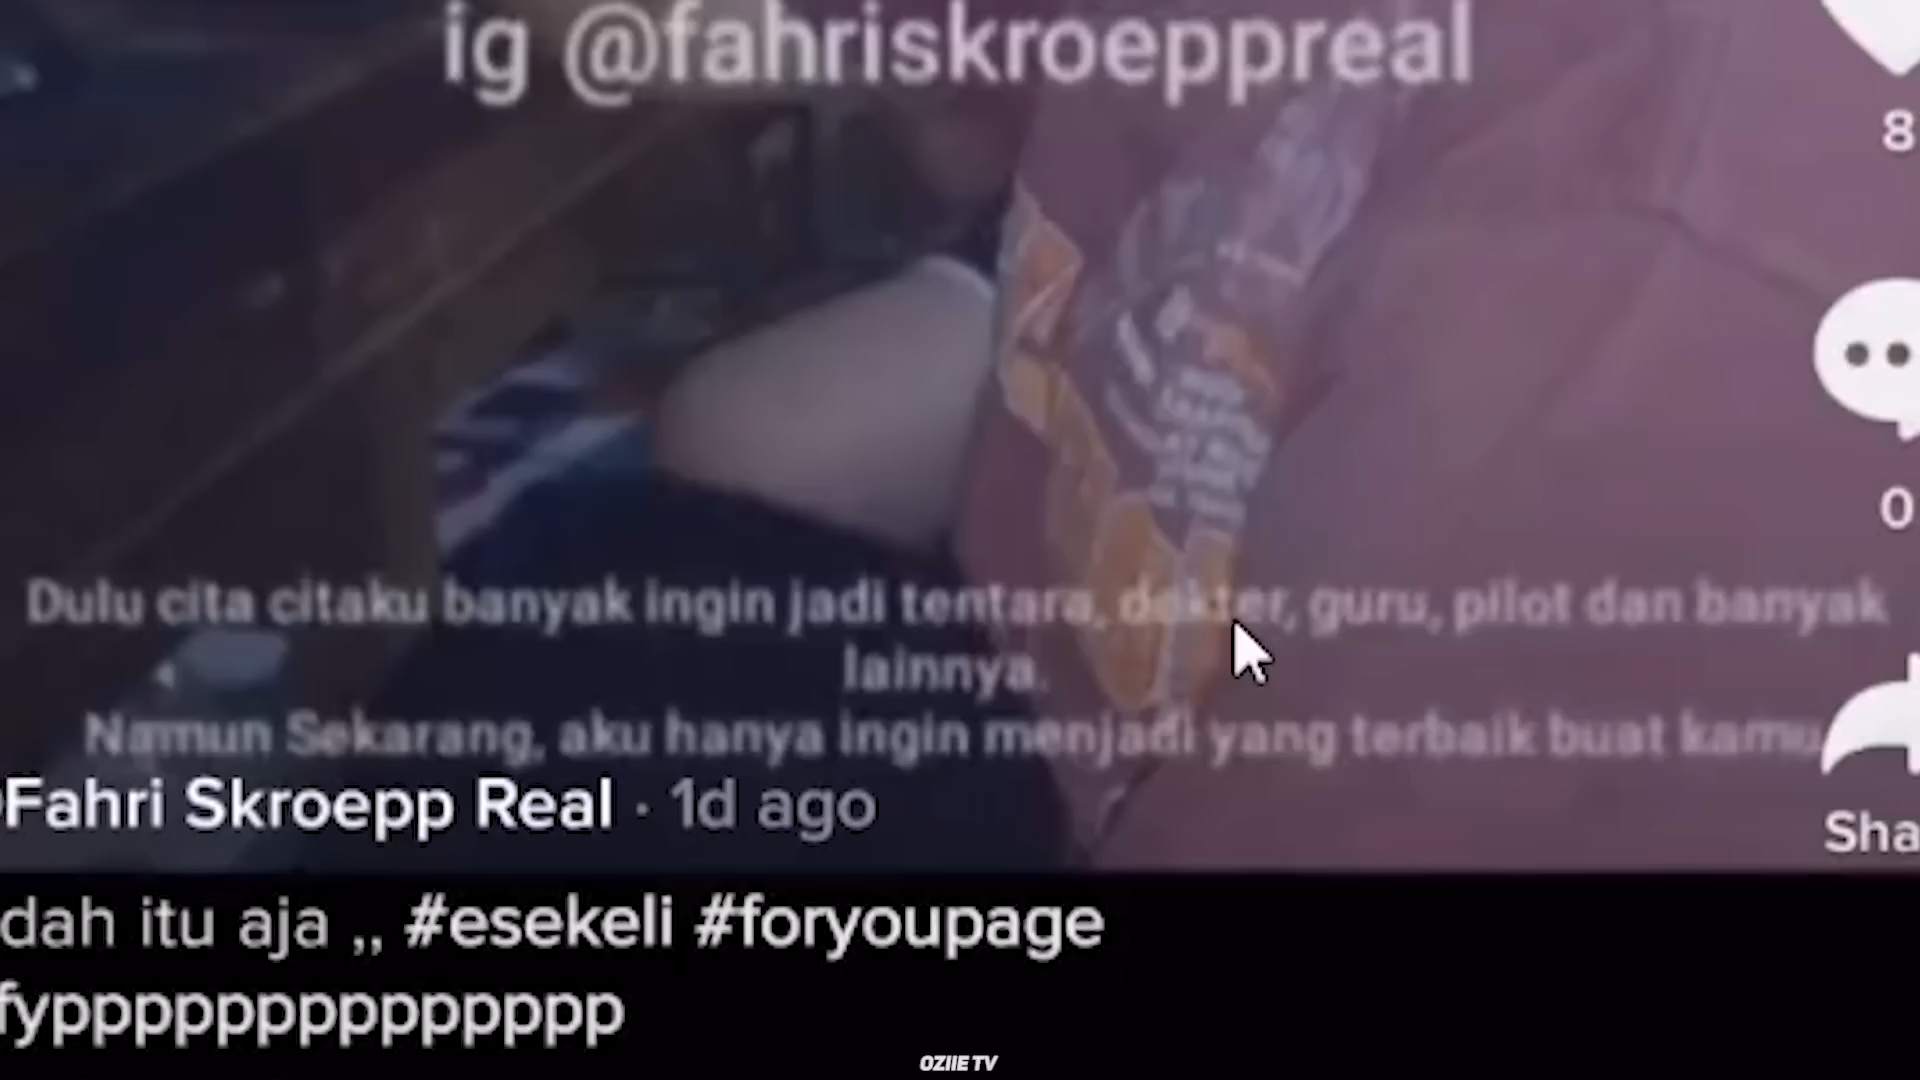 ig @fahriskroeppreal
8
0
Dulu cita citaku banyak ingin jadi tentara, dokter, guru, pilot dan banyak
lainnya.
Namun Sekarang, aku hanya ingin menjadi yang terbaik buat kamu
Fahri Skroepp Real · 1d ago
Sha
dah itu aja ,, #esekeli #foryoupage
fyppppppppppppppp
OZIIE TV